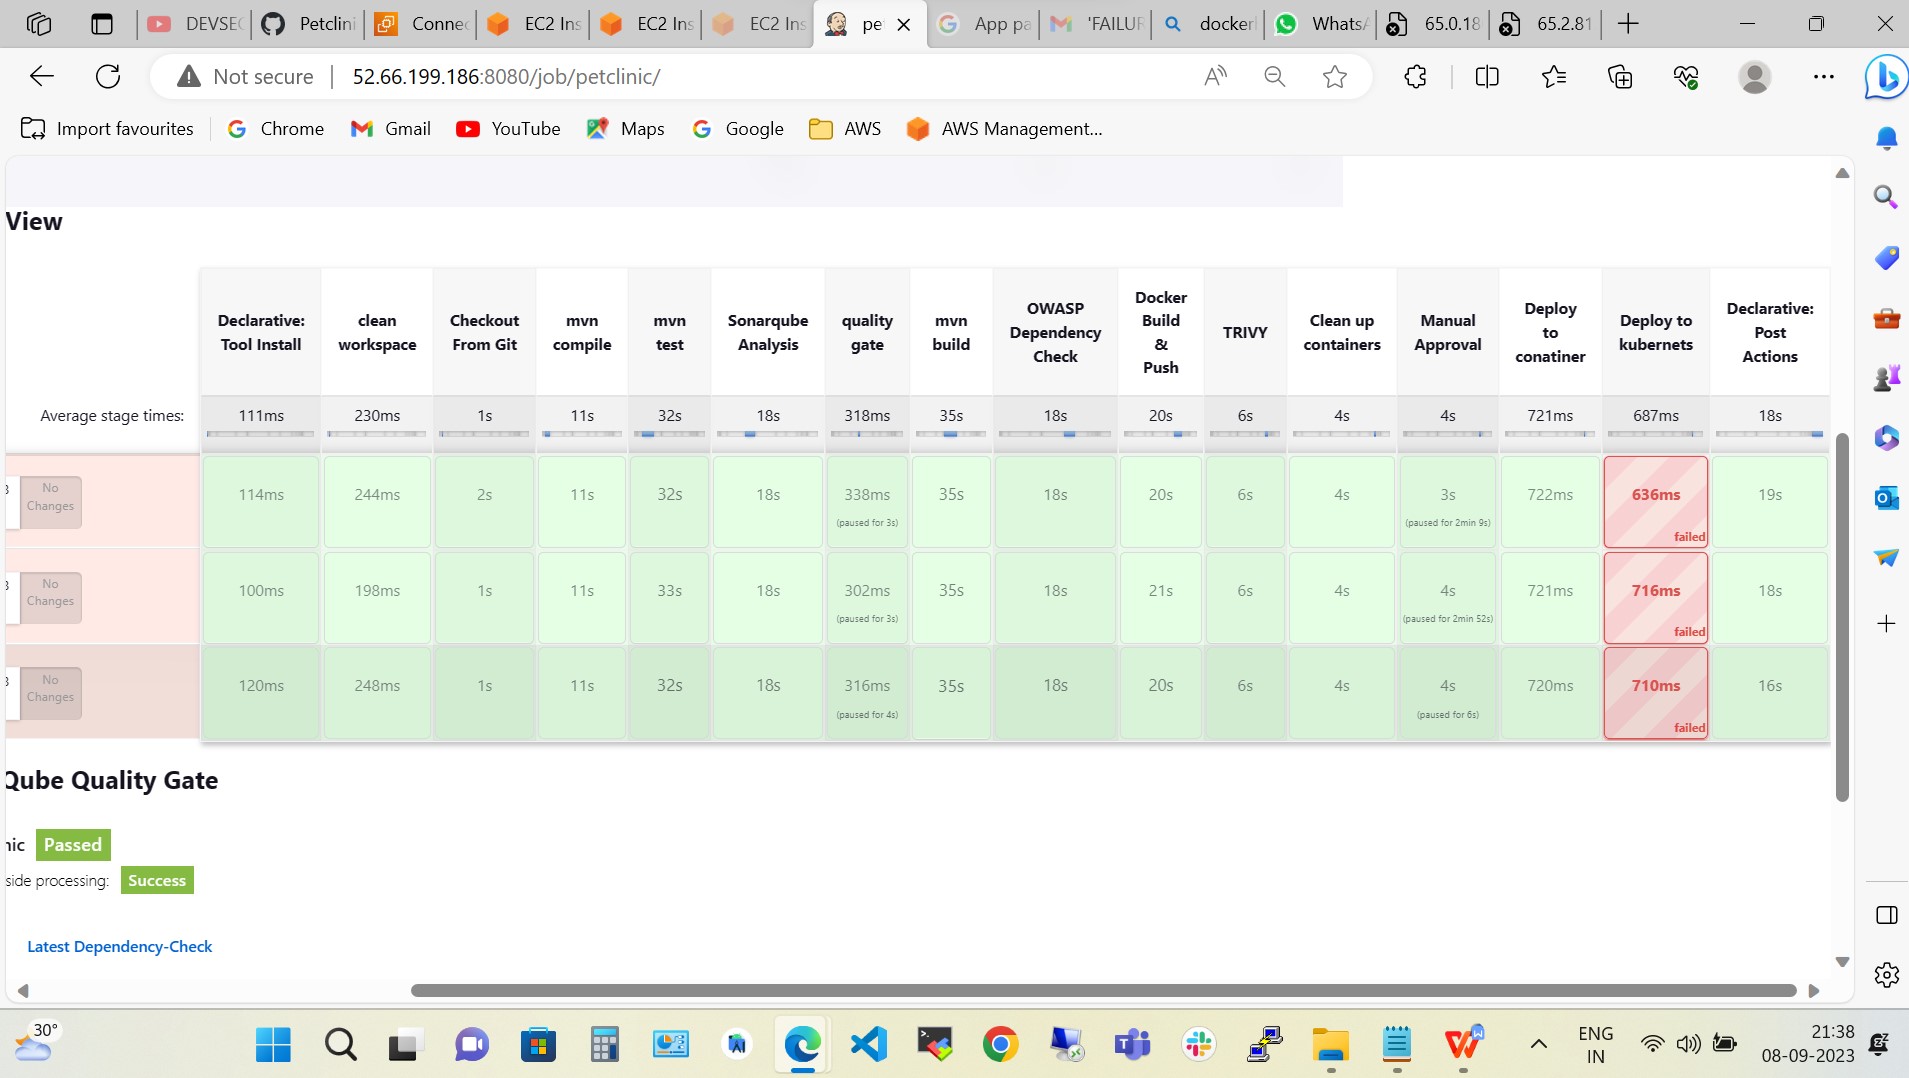 DEVSEC
Petclini
Connec
EC2 Ins
EC2 Ins
EC2 Ins
pe
App pa
'FAILUR
docker
WhatsA
65.0.18
65.2.81
Not secure
52.66.199.186:8080/job/petclinic/
Import favourites
Chrome
Gmail
YouTube
Maps
Google
AWS
AWS Management...
View
Declarative: Tool Install
clean workspace
Checkout From Git
mvn compile
mvn test
Sonarqube Analysis
quality gate
mvn build
OWASP Dependency Check
Docker Build & Push
TRIVY
Clean up containers
Manual Approval
Deploy to conatiner
Deploy to kubernets
Declarative: Post Actions
Average stage times:
111ms 230ms 1s 11s 32s 18s 318ms 35s 18s 20s 6s 4s 4s 721ms 687ms 18s
No Changes
114ms 244ms 2s 11s 32s 18s 338ms 35s 18s 20s 6s 4s 3s 722ms 636ms 19s
(paused for 3s) (paused for 2min 9s)
failed
No Changes
100ms 198ms 1s 11s 33s 18s 302ms 35s 18s 21s 6s 4s 4s 721ms 716ms 18s
(paused for 3s) (paused for 2min 52s)
failed
No Changes
120ms 248ms 1s 11s 32s 18s 316ms 35s 18s 20s 6s 4s 4s 720ms 710ms 16s
(paused for 4s) (paused for 6s)
failed
Qube Quality Gate
nic Passed
side processing: Success
Latest Dependency-Check
30°
ENG
IN
21:38
08-09-2023